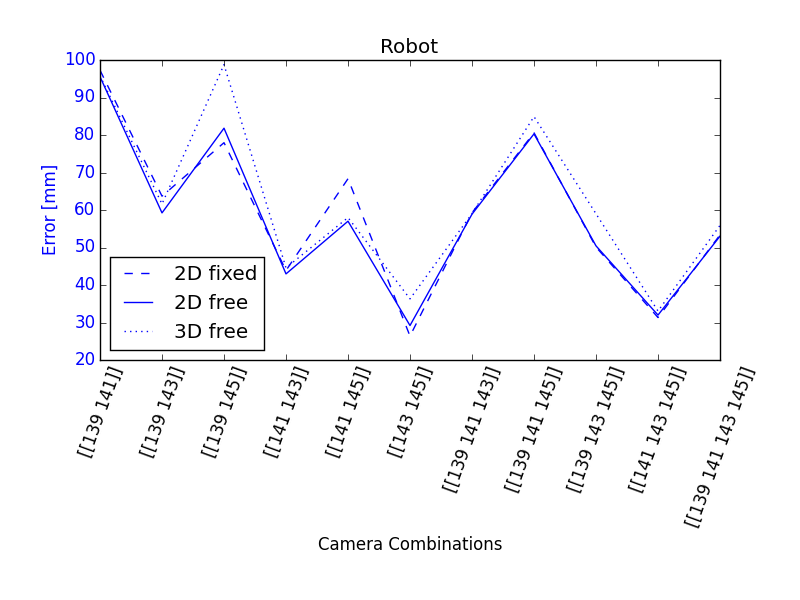 Robot
100
90
80
70
60
50
40
30
20
Error [mm]
2D fixed
2D free
3D free
[[139 141]]
[[139 143]]
[[139 145]]
[[141 143]]
[[141 145]]
[[143 145]]
[[139 141 143]]
[[139 141 145]]
[[139 143 145]]
[[141 143 145]]
[[139 141 143 145]]
Camera Combinations